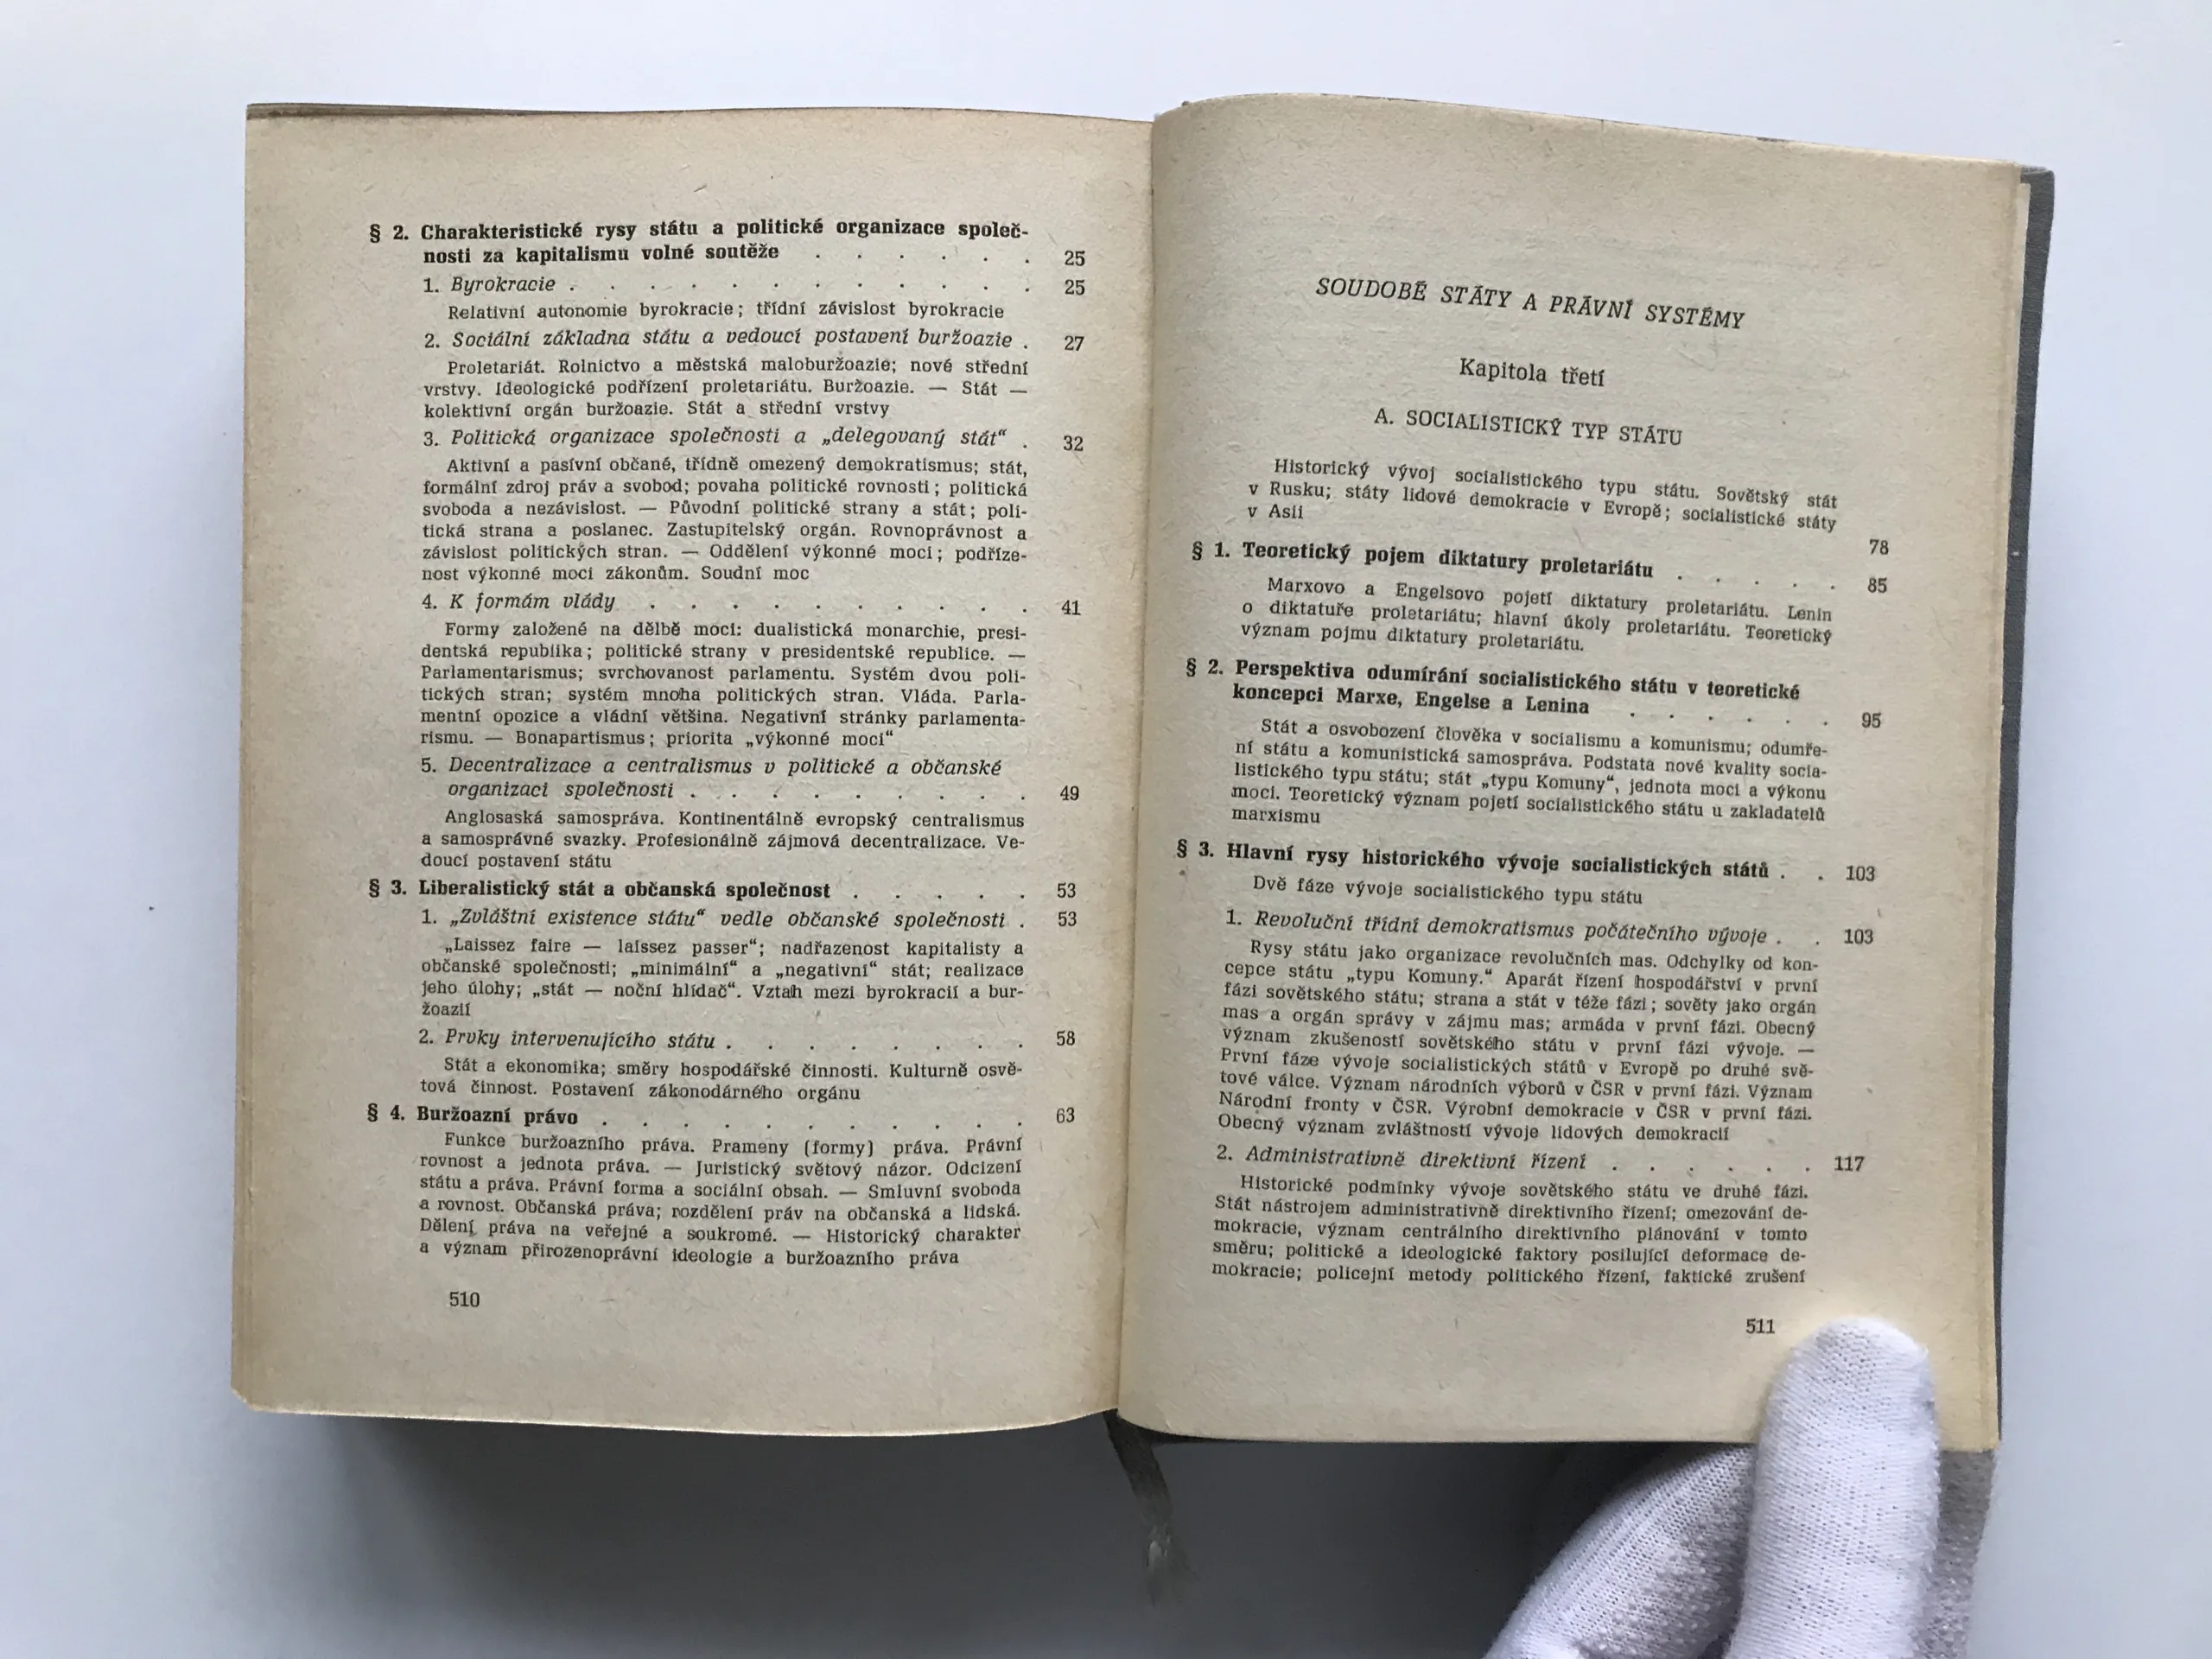 § 2. Charakteristické rysy státu a politické organizace společ-
nosti za kapitalismu volné soutěže . . . . . . 25
1. Byrokracie . . . . . . . . . . . . 25
Relativní autonomie byrokracie; třídní závislost byrokracie
2. Sociální základna státu a vedoucí postavení buržoazie . 27
Proletariát. Rolnictvo a městská maloburžoazie; nové střední
vrstvy. Ideologické podřízení proletariátu. Buržoazie. — Stát —
kolektivní orgán buržoazie. Stát a střední vrstvy
3. Politická organizace společnosti a „delegovaný stát“ . 32
Aktivní a pasívní občané, třídně omezený demokratismus; stát,
formální zdroj práv a svobod; povaha politické rovnosti; politická
svoboda a nezávislost. — Původní politické strany a stát; poli-
tická strana a poslanec. Zastupitelský orgán. Rovnoprávnost a
závislost politických stran. — Oddělení výkonné moci; podříze-
nost výkonné moci zákonům. Soudní moc
4. K formám vlády . . . . . . . . . . 41
Formy založené na dělbě moci: dualistická monarchie, presi-
dentská republika; politické strany v presidentské republice. —
Parlamentarismus; svrchovanost parlamentu. Systém dvou poli-
tických stran; systém mnoha politických stran. Vláda. Parla-
mentní opozice a vládní většina. Negativní stránky parlamenta-
rismu. — Bonapartismus; priorita „výkonné moci“
5. Decentralizace a centralismus v politické a občanské
organizaci společnosti . . . . . . . . . 49
Anglosaská samospráva. Kontinentálně evropský centralismus
a samosprávné svazky. Profesionálně zájmová decentralizace. Ve-
doucí postavení státu
§ 3. Liberalistický stát a občanská společnost . . . . . 53
1. „Zvláštní existence státu“ vedle občanské společnosti . 53
„Laissez faire — laissez passer“; nadřazenost kapitalisty a
občanské společnosti; „minimální“ a „negativní“ stát; realizace
jeho úlohy; „stát — noční hlídač“. Vztah mezi byrokracií a bur-
žoazií
2. Prvky intervenujícího státu . . . . . . . . 58
Stát a ekonomika; směry hospodářské činnosti. Kulturně osvě-
tová činnost. Postavení zákonodárného orgánu
§ 4. Buržoazní právo . . . . . . . . . . . 63
Funkce buržoazního práva. Prameny (formy) práva. Právní
rovnost a jednota práva. — Juristický světový názor. Odcizení
státu a práva. Právní forma a sociální obsah. — Smluvní svoboda
a rovnost. Občanská práva; rozdělení práv na občanská a lidská.
Dělení práva na veřejné a soukromé. — Historický charakter
a význam přirozenoprávní ideologie a buržoazního práva
510
SOUDOBÉ STÁTY A PRÁVNÍ SYSTÉMY
Kapitola třetí
A. SOCIALISTICKÝ TYP STÁTU
Historický vývoj socialistického typu státu. Sovětský stát
v Rusku; státy lidové demokracie v Evropě; socialistické státy
v Asii 78
§ 1. Teoretický pojem diktatury proletariátu . . . . . 85
Marxovo a Engelsovo pojetí diktatury proletariátu. Lenin
o diktatuře proletariátu; hlavní úkoly proletariátu. Teoretický
význam pojmu diktatury proletariátu.
§ 2. Perspektiva odumírání socialistického státu v teoretické
koncepci Marxe, Engelse a Lenina . . . . . . 95
Stát a osvobození člověka v socialismu a komunismu; odumře-
ní státu a komunistická samospráva. Podstata nové kvality socia-
listického typu státu; stát „typu Komuny“, jednota moci a výkonu
moci. Teoretický význam pojetí socialistického státu u zakladatelů
marxismu
§ 3. Hlavní rysy historického vývoje socialistických států . . 103
Dvě fáze vývoje socialistického typu státu
1. Revoluční třídní demokratismus počátečního vývoje . . 103
Rysy státu jako organizace revolučních mas. Odchylky od kon-
cepce státu „typu Komuny.“ Aparát řízení hospodářství v první
fázi sovětského státu; strana a stát v téže fázi; sověty jako orgán
mas a orgán správy v zájmu mas; armáda v první fázi. Obecný
význam zkušeností sovětského státu v první fázi vývoje. —
První fáze vývoje socialistických států v Evropě po druhé svě-
tové válce. Význam národních výborů v ČSR v první fázi. Význam
Národní fronty v ČSR. Výrobní demokracie v ČSR v první fázi.
Obecný význam zvláštností vývoje lidových demokracií
2. Administrativně direktivní řízení . . . . . . 117
Historické podmínky vývoje sovětského státu ve druhé fázi.
Stát nástrojem administrativně direktivního řízení; omezování de-
mokracie, význam centrálního direktivního plánování v tomto
směru; politické a ideologické faktory posilující deformace de-
mokracie; policejní metody politického řízení, faktické zrušení
511